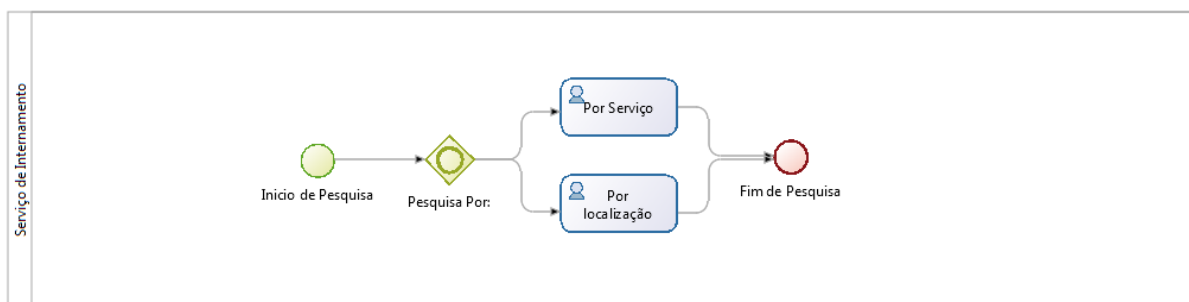 Serviço de Internamento
Inicio de Pesquisa
Pesquisa Por:
Por Serviço
Por
localização
Fim de Pesquisa